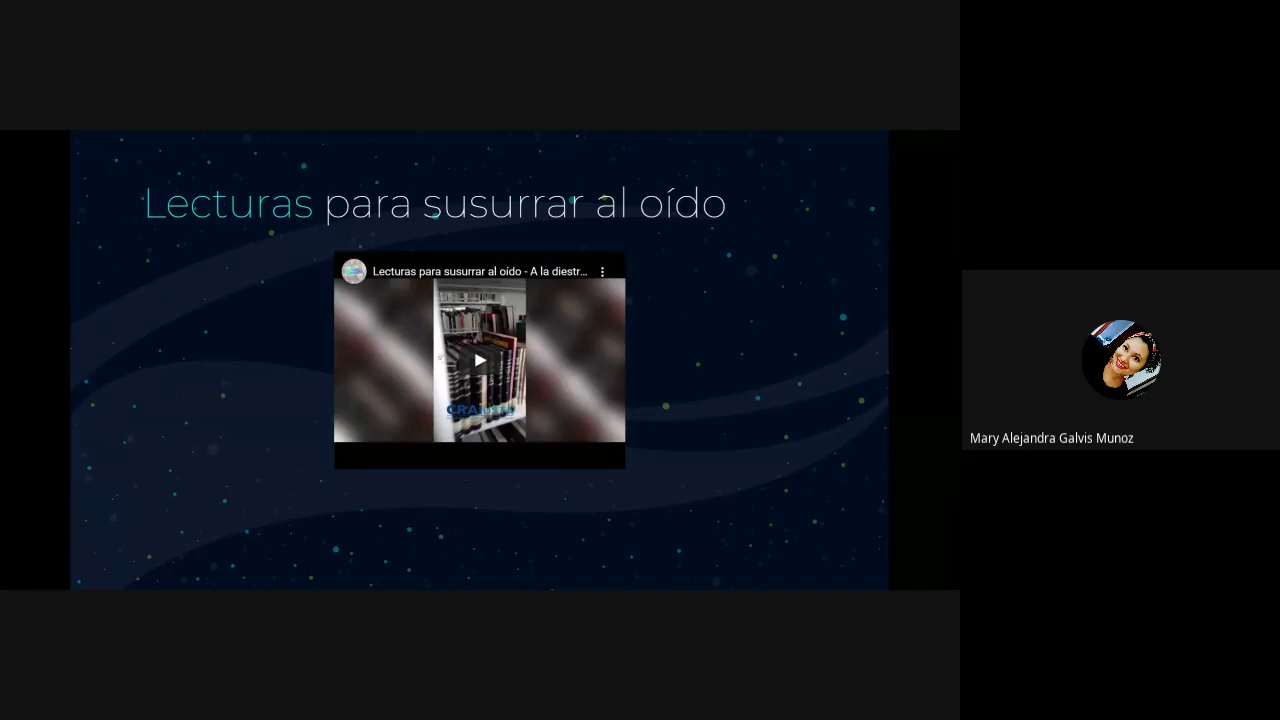 Lecturas para susurrar al oído
Lecturas para susurrar al oído - A la diestr...
Mary Alejandra Galvis Munoz